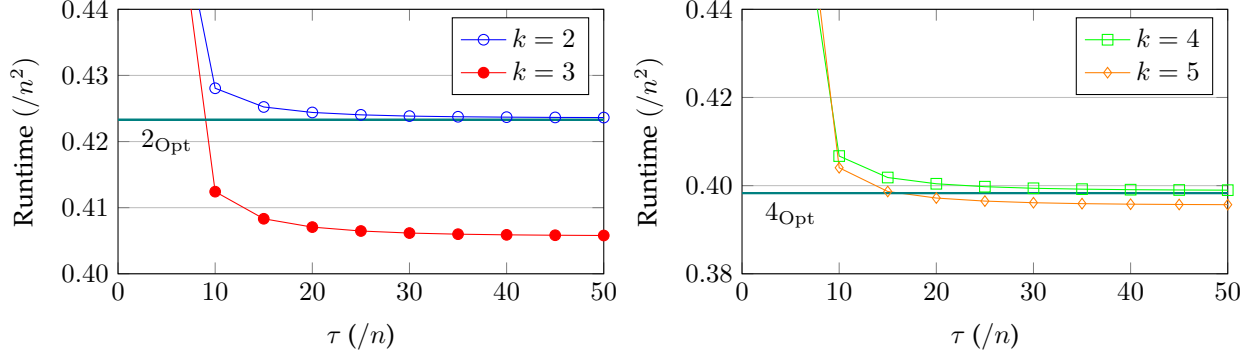 0.44
0.43
0.42
0.41
0.40
0
10
20
30
40
50
Runtime (/n²)
τ (/n)
k = 2
k = 3
2Opt
0.44
0.42
0.40
0.38
0
10
20
30
40
50
Runtime (/n²)
τ (/n)
k = 4
k = 5
4Opt